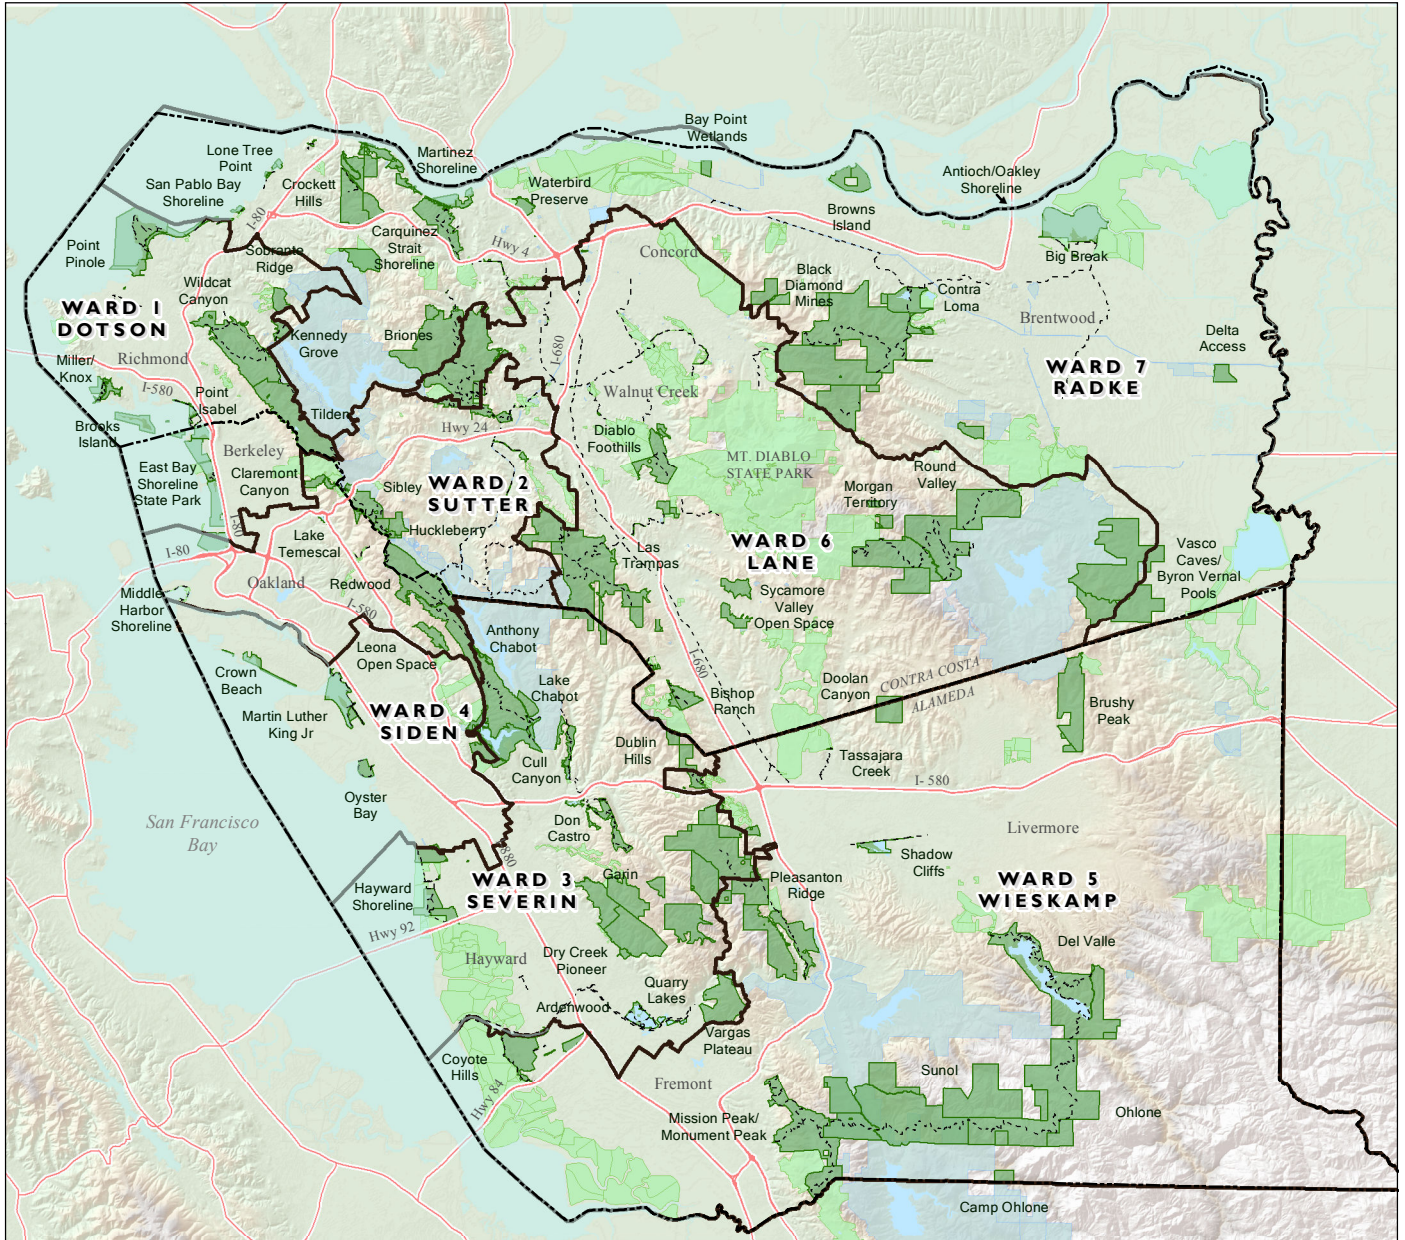 Bay Point
Wetlands
Lone Tree
Point
Martinez
Shoreline
San Pablo Bay
Shoreline
Crockett
Hills
Waterbird
Preserve
Antioch/Oakley
Shoreline
I-80
Browns
Island
Point
Pinole
Carquinez
Strait
Shoreline
Hwy 4
Concord
Sobrante
Ridge
Big Break
Wildcat
Canyon
Black
Diamond
Mines
Contra
Loma
WARD 1
DOTSON
Brentwood
Kennedy
Grove
Briones
Delta
Access
Richmond
I-680
WARD 7
RADKE
Miller/
Knox
I-580
Point
Isabel
Walnut Creek
Tilden
Brooks
Island
Hwy 24
Diablo
Foothills
Berkeley
MT. DIABLO
STATE PARK
East Bay
Shoreline
State Park
Claremont
Canyon
Sibley
WARD 2
SUTTER
Morgan
Territory
Round
Valley
I-80
Huckleberry
Lake
Temescal
WARD 6
LANE
I-80
Las
Trampas
Vasco
Caves/
Byron Vernal
Pools
Oakland
Redwood
Middle
Harbor
Shoreline
Sycamore
Valley
Open Space
I-580
Anthony
Chabot
Leona
Open Space
I-680
CONTRA COSTA
ALAMEDA
Crown
Beach
Lake
Chabot
Doolan
Canyon
Bishop
Ranch
Brushy
Peak
Martin Luther
King Jr
WARD 4
SIDEN
Dublin
Hills
Tassajara
Creek
Cull
Canyon
I- 580
Oyster
Bay
San Francisco
Bay
Don
Castro
Livermore
Shadow
Cliffs
I-880
Hayward
Shoreline
WARD 3
SEVERIN
Garin
Pleasanton
Ridge
WARD 5
WIESKAMP
Hwy 92
Del Valle
Hayward
Dry Creek
Pioneer
Quarry
Lakes
Ardenwood
Vargas
Plateau
Coyote
Hills
Fremont
Sunol
Hwy 84
Mission Peak/
Monument Peak
Ohlone
Camp Ohlone